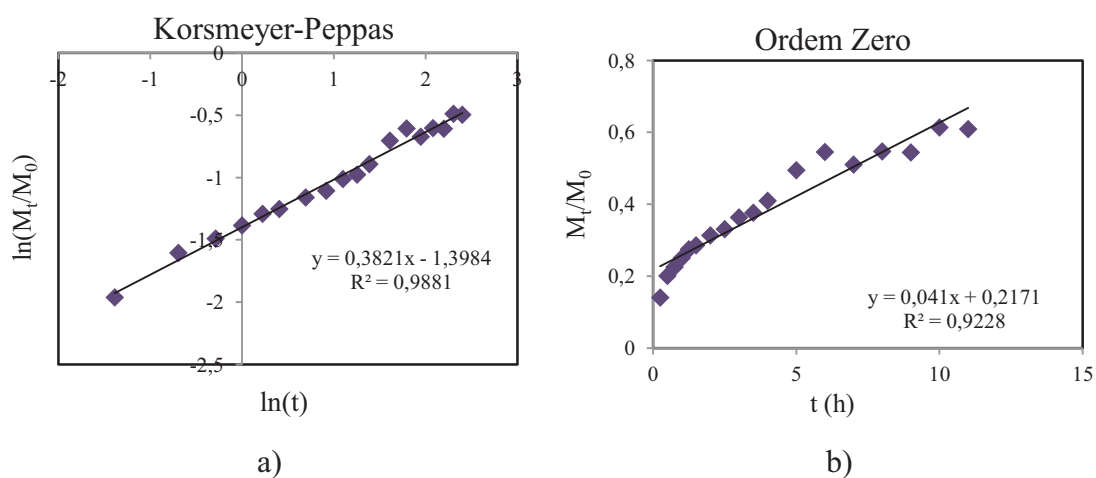 Korsmeyer-Peppas
0
-2
-1
0
1
2
3
-0,5
-1
-1,5
-2
-2,5
ln(Mt/M0)
y = 0,3821x - 1,3984
R² = 0,9881
ln(t)
a)
Ordem Zero
0,8
0,6
0,4
0,2
0
Mt/M0
y = 0,041x + 0,2171
R² = 0,9228
0
5
10
15
t (h)
b)